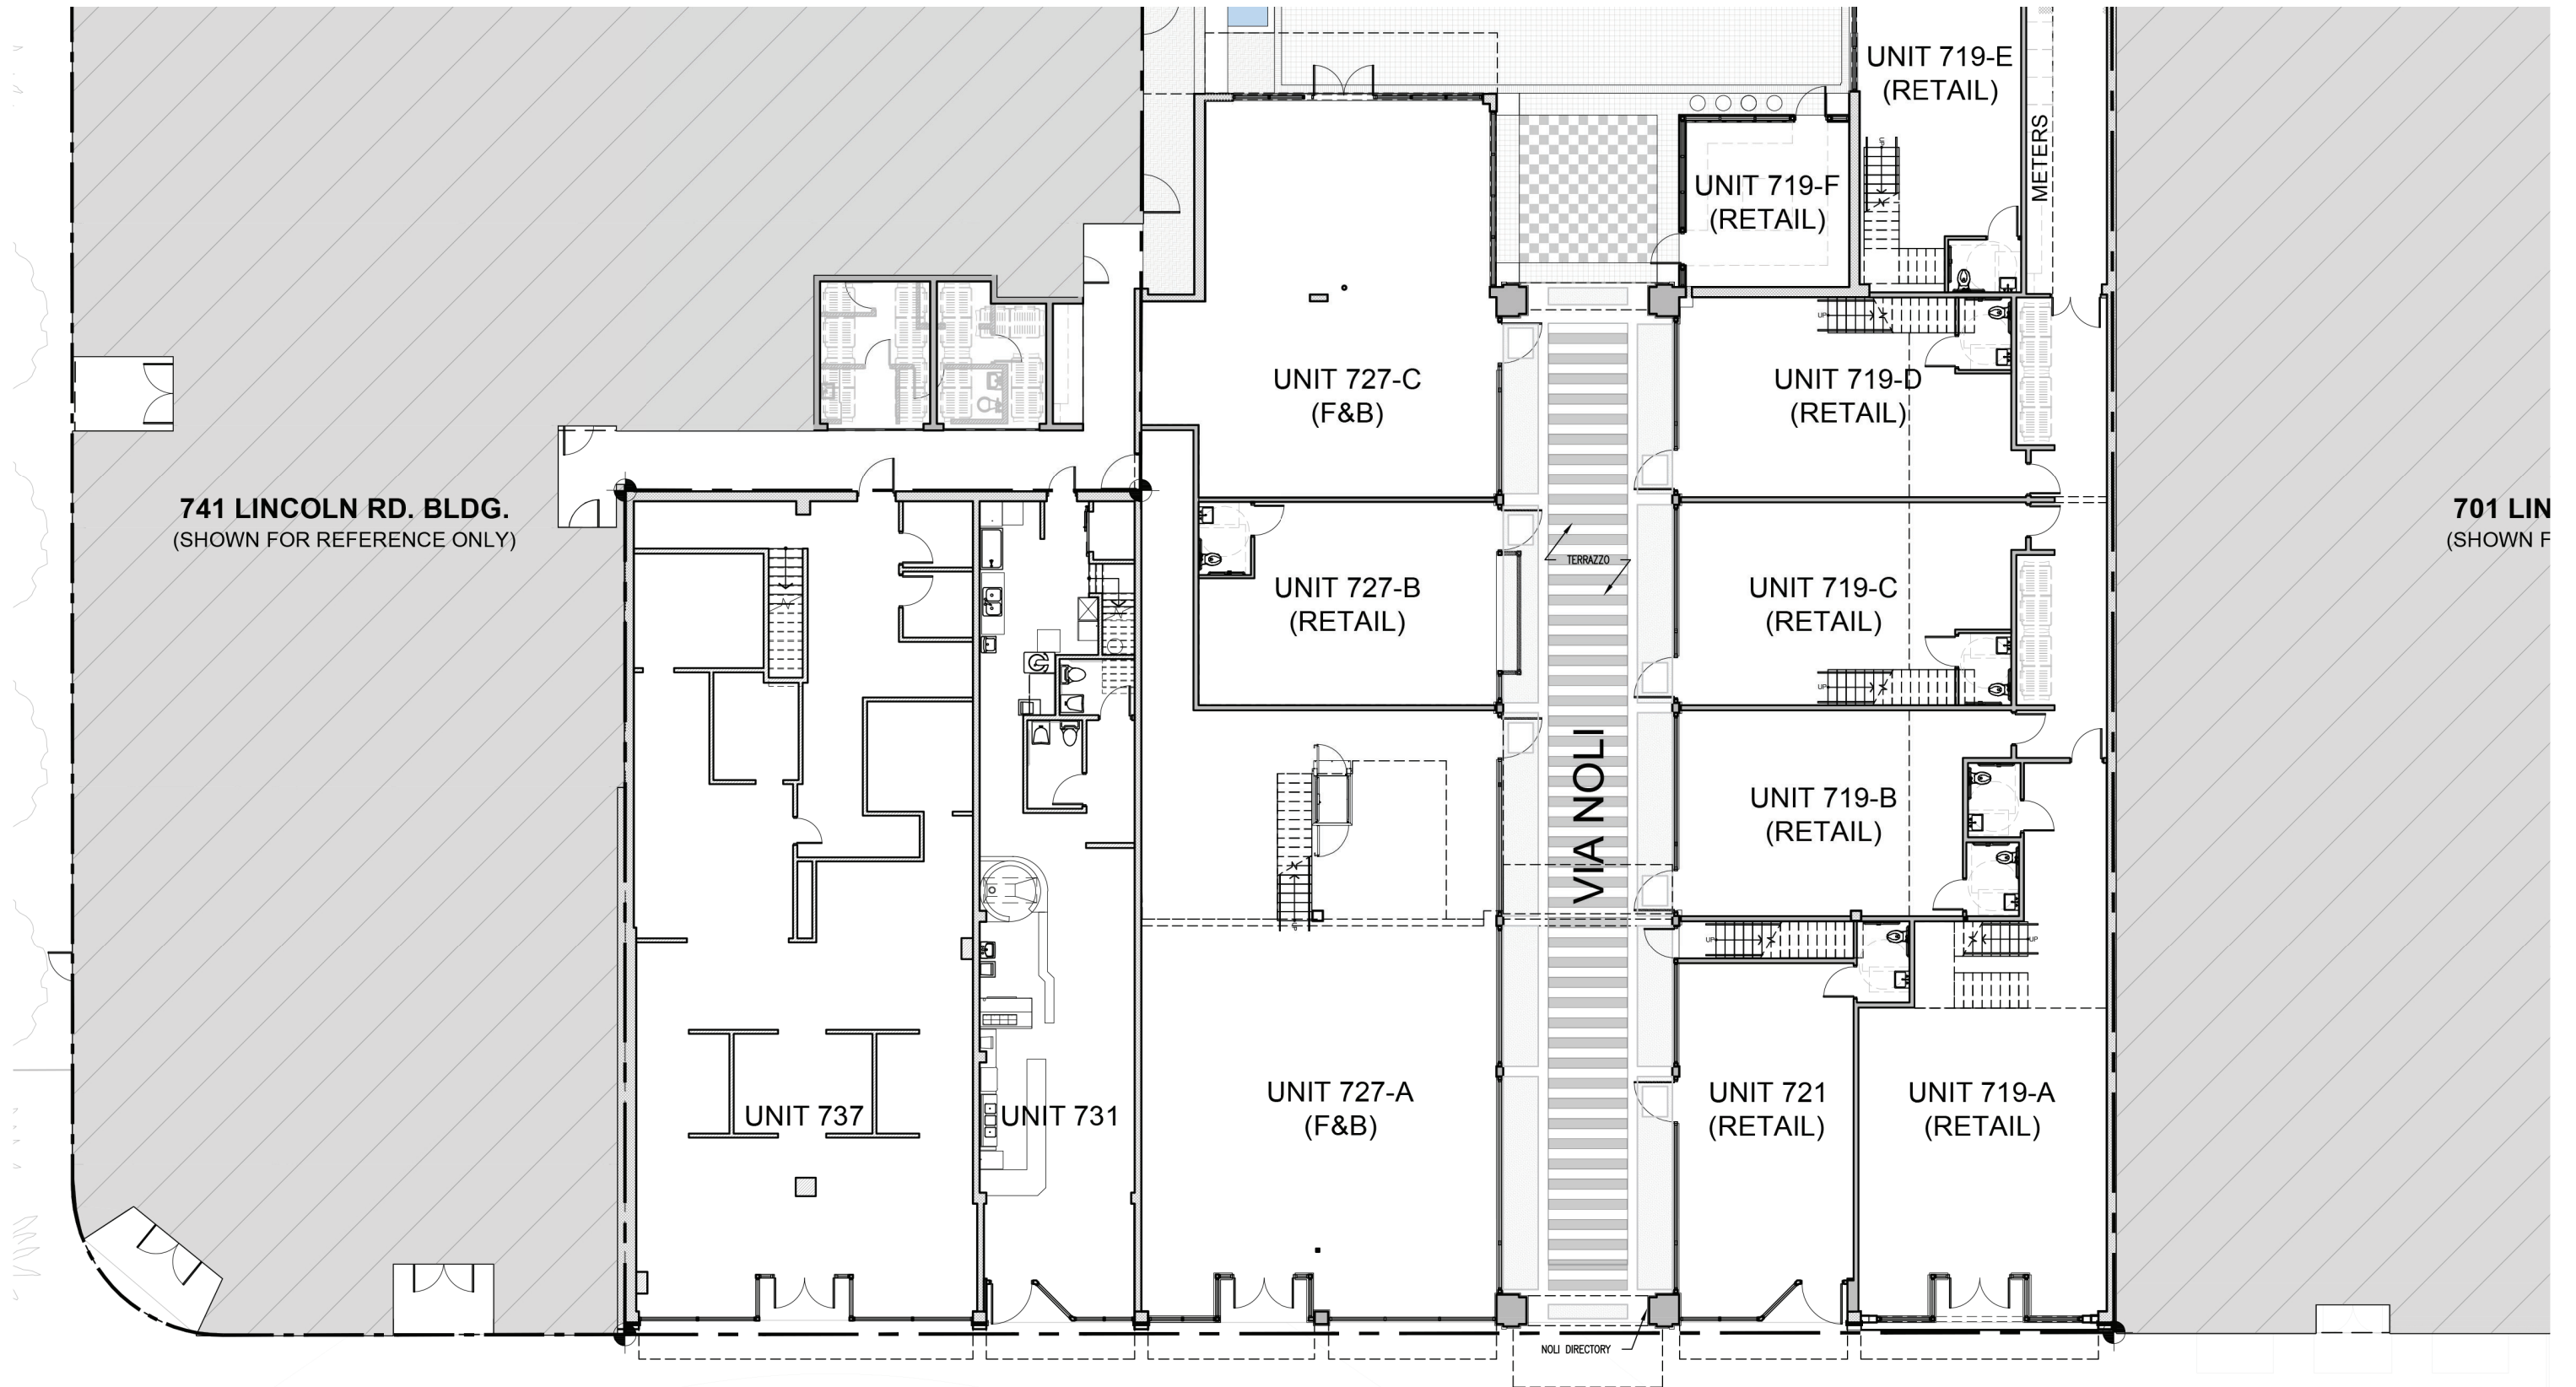 UNIT 719-E
(RETAIL)
METERS
UNIT 719-F
(RETAIL)
UP
UNIT 727-C
(F&B)
UNIT 719-D
(RETAIL)
741 LINCOLN RD. BLDG.
(SHOWN FOR REFERENCE ONLY)
701 LIN
(SHOWN F
TERRAZZO
UNIT 727-B
(RETAIL)
UNIT 719-C
(RETAIL)
UP
VIA NOLI
UNIT 719-B
(RETAIL)
UP
UP
UP
UNIT 727-A
(F&B)
UNIT 721
(RETAIL)
UNIT 719-A
(RETAIL)
UNIT 737
UNIT 731
NOLI DIRECTORY